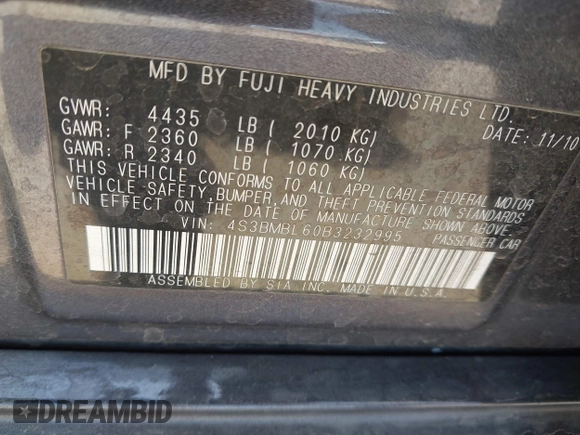 MFD BY FUJI HEAVY INDUSTRIES LTD.
GVWR: 4435 LB ( 2010 KG) DATE: 11/10
GAWR: F 2360 LB ( 1070 KG)
GAWR: R 2340 LB ( 1060 KG)
THIS VEHICLE CONFORMS TO ALL APPLICABLE FEDERAL MOTOR
VEHICLE SAFETY, BUMPER, AND THEFT PREVENTION STANDARDS
IN EFFECT ON THE DATE OF MANUFACTURE SHOWN ABOVE.
VIN: 4S3BMBL60B3232995 PASSENGER CAR
ASSEMBLED BY SIA INC. MADE IN U.S.A.
DREAMBID